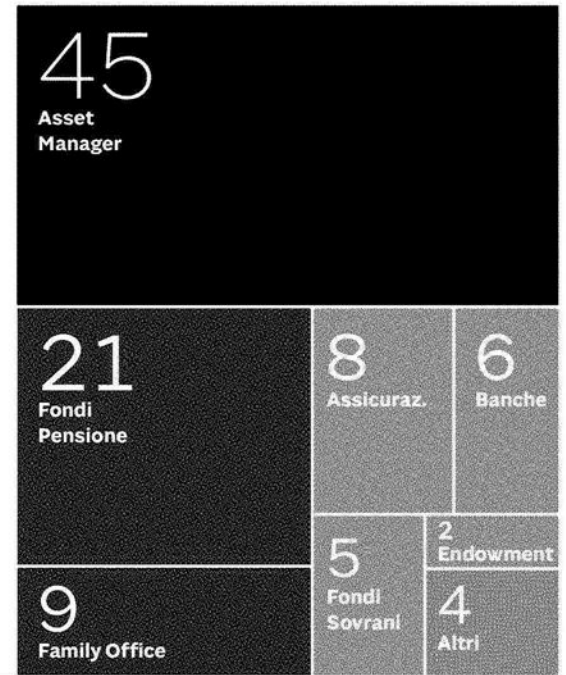 45
Asset
Manager
21
Fondi
Pensione
8
Assicuraz.
6
Banche
9
Family Office
5
Fondi
Sovrani
2
Endowment
4
Altri